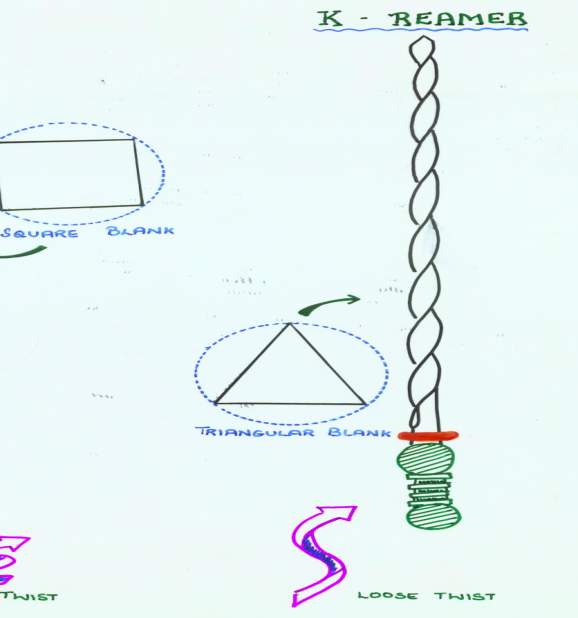 K - REAMER
SQUARE BLANK
TRIANGULAR BLANK
TWIST
LOOSE TWIST